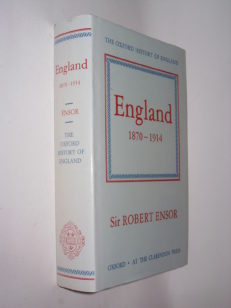 England
1870-1914
ENSOR
THE
OXFORD
HISTORY OF
ENGLAND
THE OXFORD HISTORY OF ENGLAND
England
1870-1914
Sir ROBERT ENSOR
OXFORD · AT THE CLARENDON PRESS